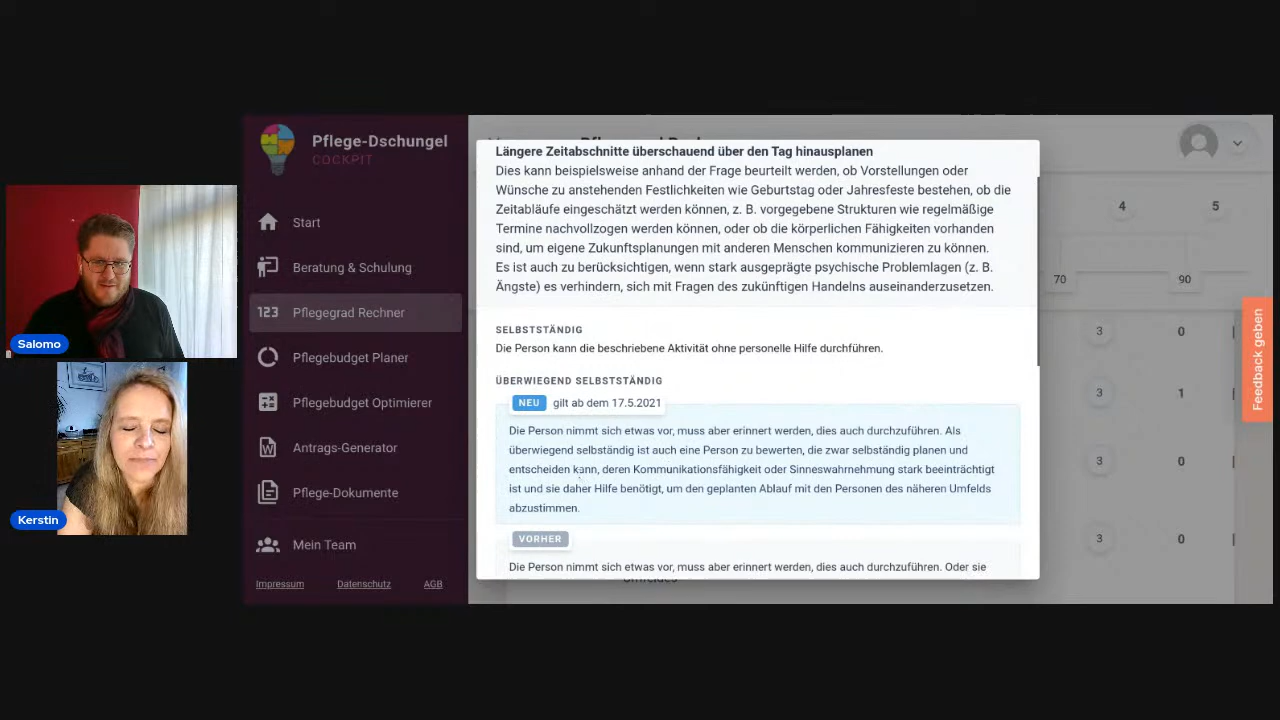 Salomo
Kerstin
Pflege-Dschungel
COCKPIT
Start
Beratung & Schulung
123 Pflegegrad Rechner
Pflegebudget Planer
Pflegebudget Optimierer
Antrags-Generator
Pflege-Dokumente
Mein Team
Impressum Datenschutz AGB
Längere Zeitabschnitte überschauend über den Tag hinausplanen
Dies kann beispielsweise anhand der Frage beurteilt werden, ob Vorstellungen oder
Wünsche zu anstehenden Festlichkeiten wie Geburtstag oder Jahresfeste bestehen, ob die
Zeitabläufe eingeschätzt werden können, z. B. vorgegebene Strukturen wie regelmäßige
Termine nachvollzogen werden können, oder ob die körperlichen Fähigkeiten vorhanden
sind, um eigene Zukunftsplanungen mit anderen Menschen kommunizieren zu können.
Es ist auch zu berücksichtigen, wenn stark ausgeprägte psychische Problemlagen (z. B.
Ängste) es verhindern, sich mit Fragen des zukünftigen Handelns auseinanderzusetzen.
SELBSTSTÄNDIG
Die Person kann die beschriebene Aktivität ohne personelle Hilfe durchführen.
ÜBERWIEGEND SELBSTSTÄNDIG
NEU gilt ab dem 17.5.2021
Die Person nimmt sich etwas vor, muss aber erinnert werden, dies auch durchzuführen. Als
überwiegend selbständig ist auch eine Person zu bewerten, die zwar selbständig planen und
entscheiden kann, deren Kommunikationsfähigkeit oder Sinneswahrnehmung stark beeinträchtigt
ist und sie daher Hilfe benötigt, um den geplanten Ablauf mit den Personen des näheren Umfelds
abzustimmen.
VORHER
Die Person nimmt sich etwas vor, muss aber erinnert werden, dies auch durchzuführen. Oder sie
4 5
70 90
3 0
3 1
3 0
3 0
Feedback geben